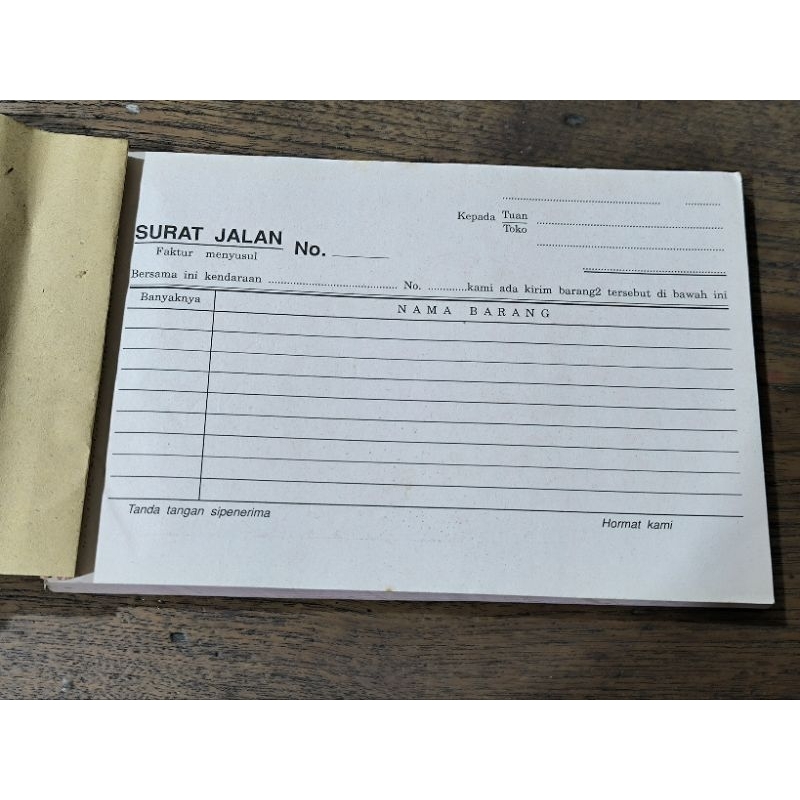 Kepada Tuan
Toko
SURAT JALAN No.
Faktur menyusul
Bersama ini kendaraan No. kami ada kirim barang2 tersebut di bawah ini
Banyaknya NAMA BARANG
Tanda tangan sipenerima Hormat kami